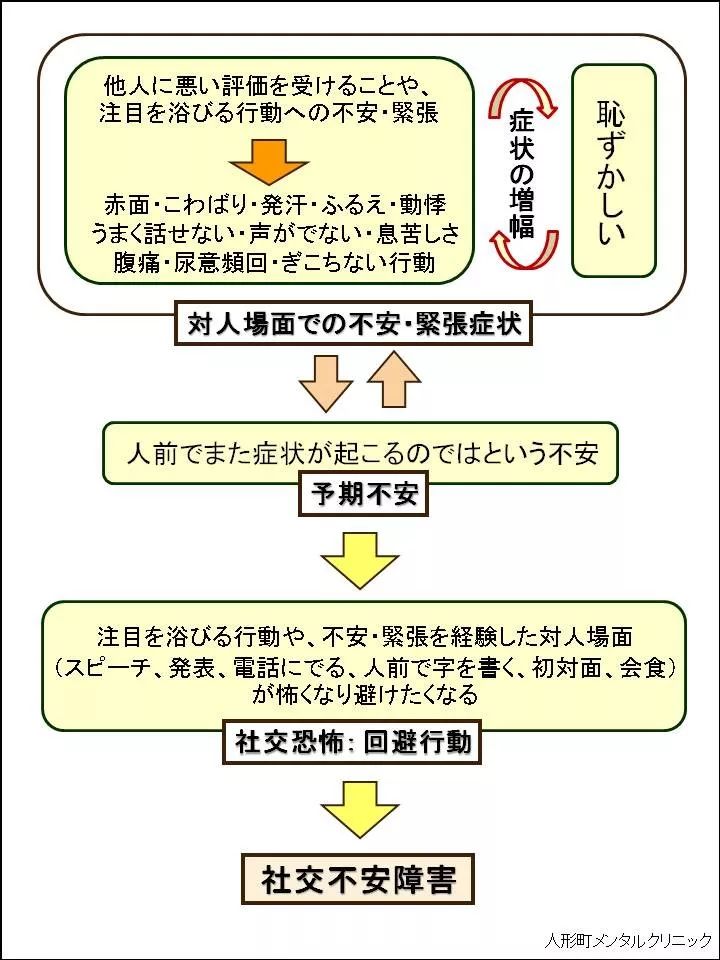 他人に悪い評価を受けることや、
注目を浴びる行動への不安・緊張
赤面・こわばり・発汗・ふるえ・動悸
うまく話せない・声がでない・息苦しさ
腹痛・尿意頻回・ぎこちない行動
症状の増幅
恥ずかしい
対人場面での不安・緊張症状
人前でまた症状が起こるのではという不安
予期不安
注目を浴びる行動や、不安・緊張を経験した対人場面
（スピーチ、発表、電話にでる、人前で字を書く、初対面、会食）
が怖くなり避けたくなる
社交恐怖：回避行動
社交不安障害
人形町メンタルクリニック